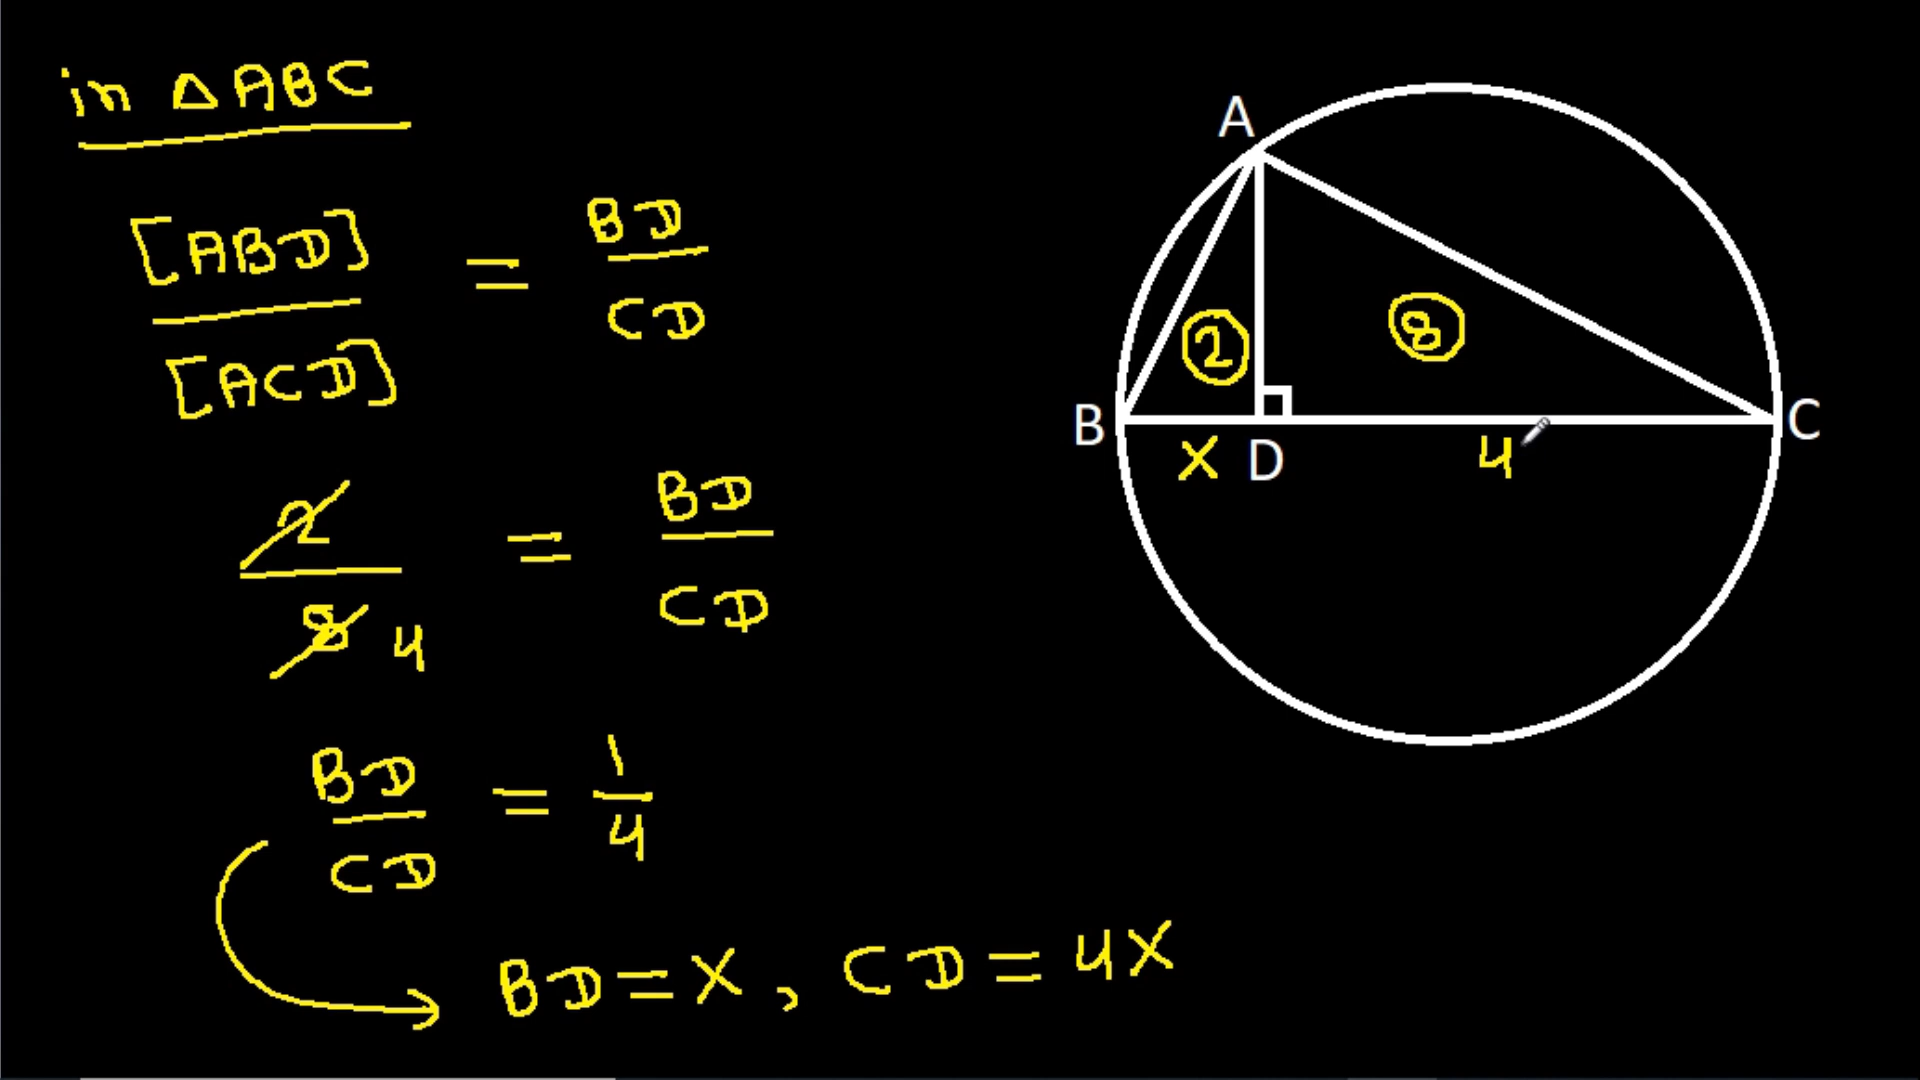 in △ABC
[ABD] = BD
[ACD] CD
2 = BD
8 4 CD
BD = 1
CD 4
BD = X , CD = 4X
A
2
8
B
C
X
D
4